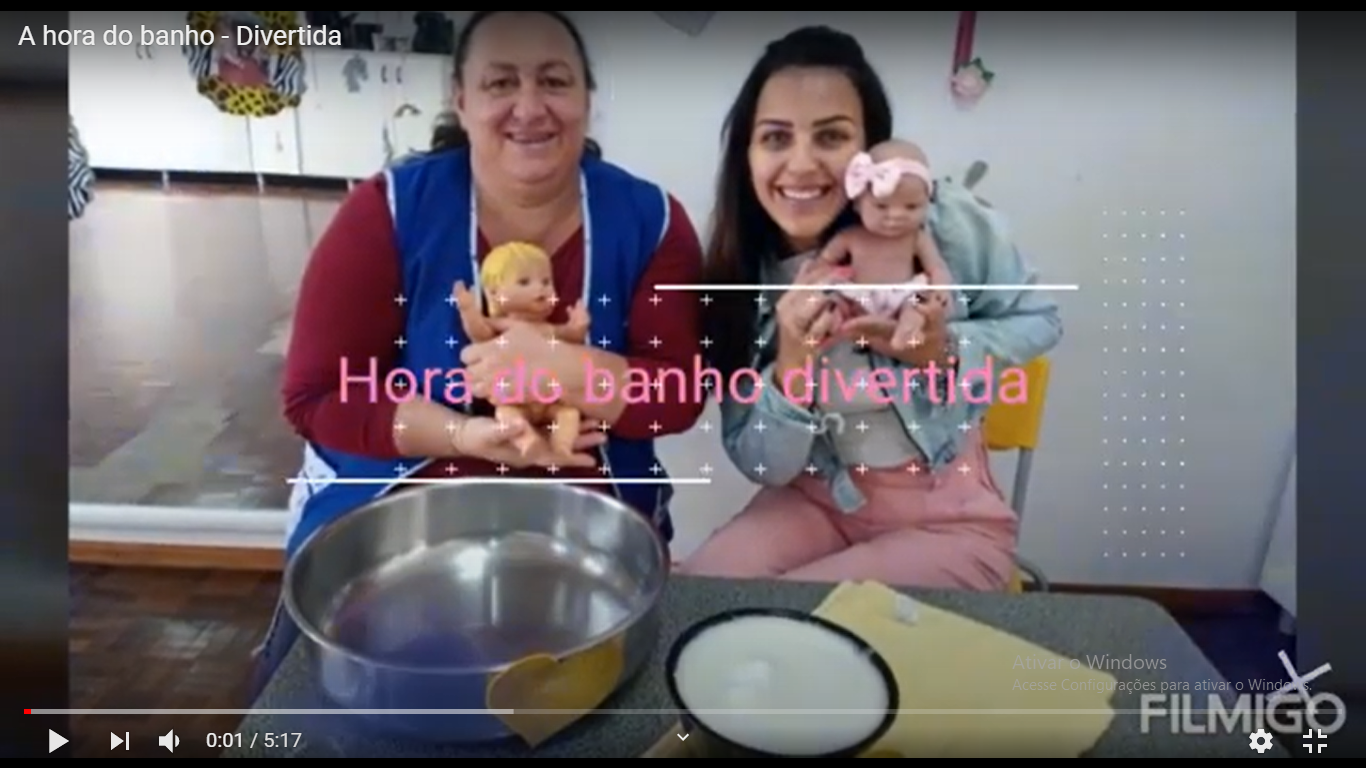 A hora do banho - Divertida
Hora do banho divertida
Ativar o Windows
Acesse Configurações para ativar o Windows.
FILMIGO
0:01 / 5:17